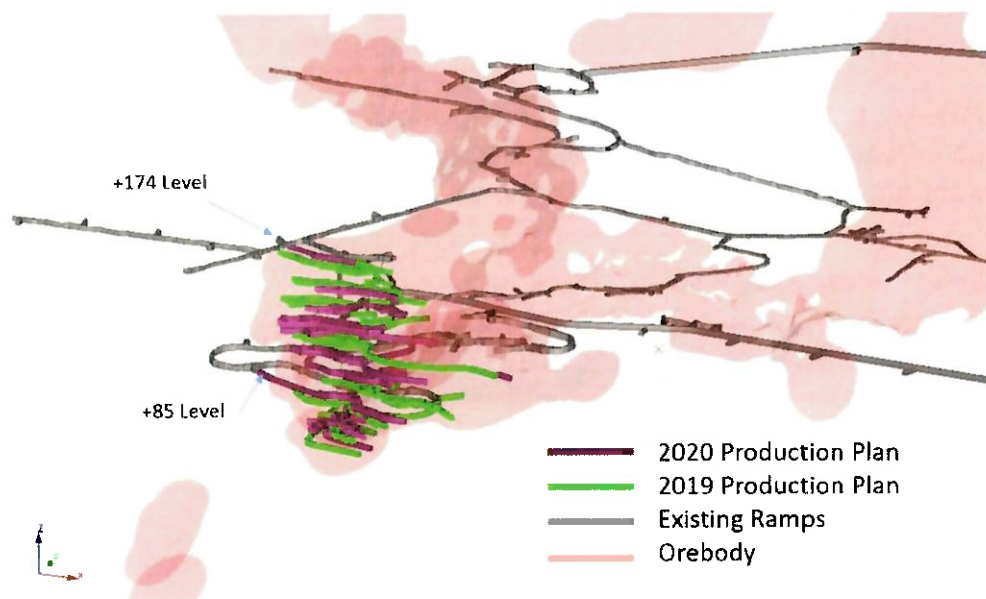 +174 Level
+85 Level
2020 Production Plan
2019 Production Plan
Existing Ramps
Orebody
Z
X